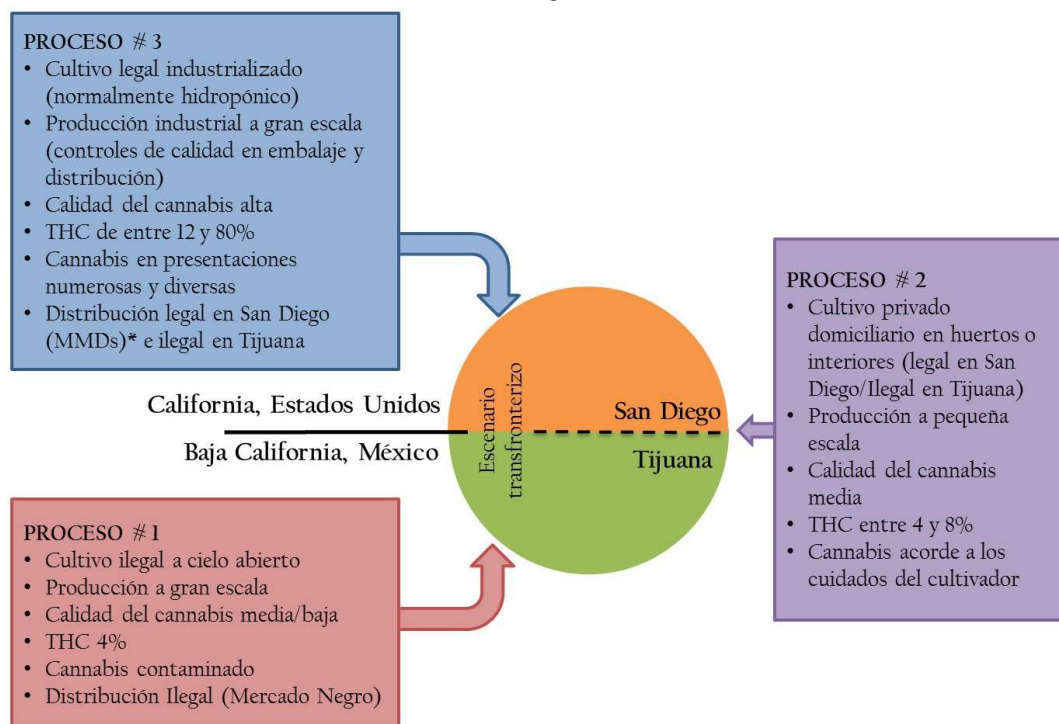 PROCESO # 3
• Cultivo legal industrializado
(normalmente hidropónico)
• Producción industrial a gran escala
(controles de calidad en embalaje y
distribución)
• Calidad del cannabis alta
• THC de entre 12 y 80%
• Cannabis en presentaciones
numerosas y diversas
• Distribución legal en San Diego
(MMDs)* e ilegal en Tijuana
PROCESO # 2
• Cultivo privado
domiciliario en huertos o
interiores (legal en San
Diego/Ilegal en Tijuana)
• Producción a pequeña
escala
• Calidad del cannabis
media
• THC entre 4 y 8%
• Cannabis acorde a los
cuidados del cultivador
California, Estados Unidos
Baja California, México
Escenario
transfronterizo
San Diego
Tijuana
PROCESO # 1
• Cultivo ilegal a cielo abierto
• Producción a gran escala
• Calidad del cannabis media/baja
• THC 4%
• Cannabis contaminado
• Distribución Ilegal (Mercado Negro)